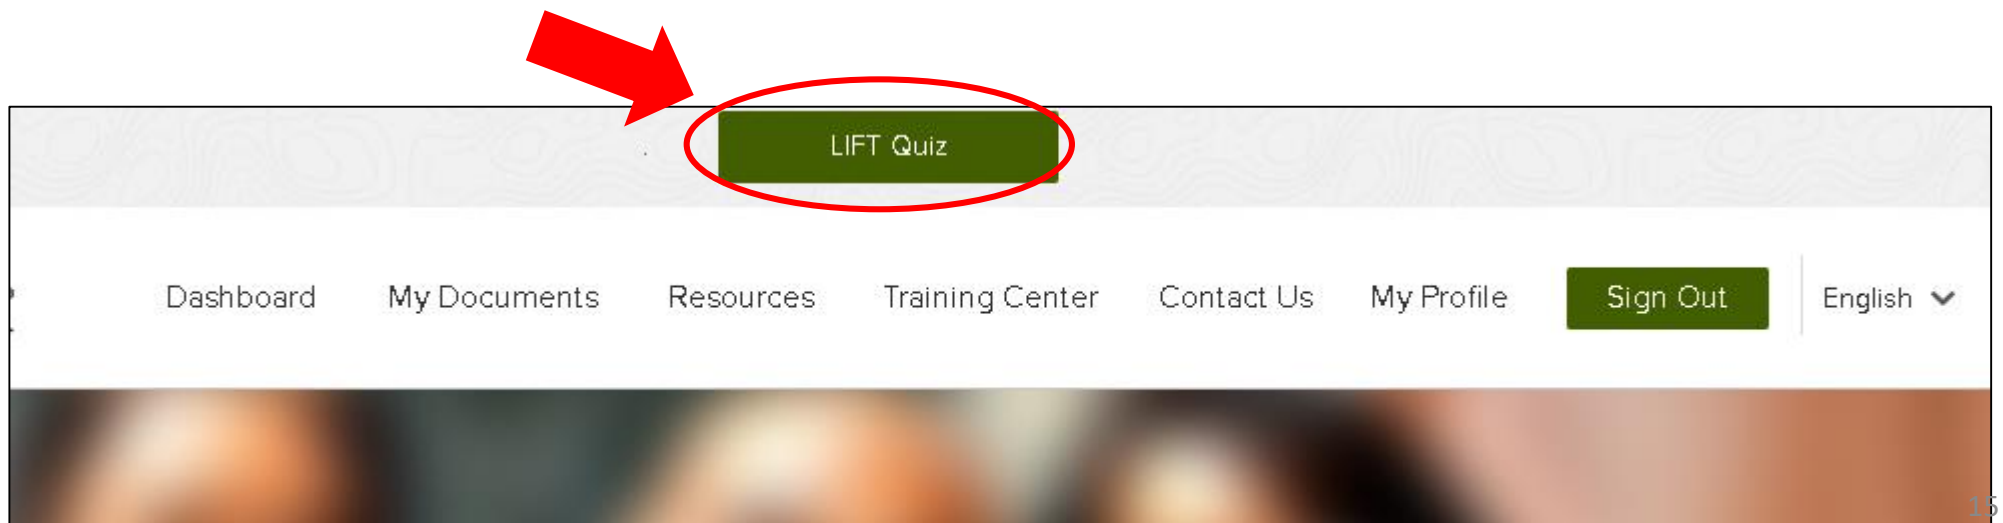 LIFT Quiz
Dashboard My Documents Resources Training Center Contact Us My Profile Sign Out English
15